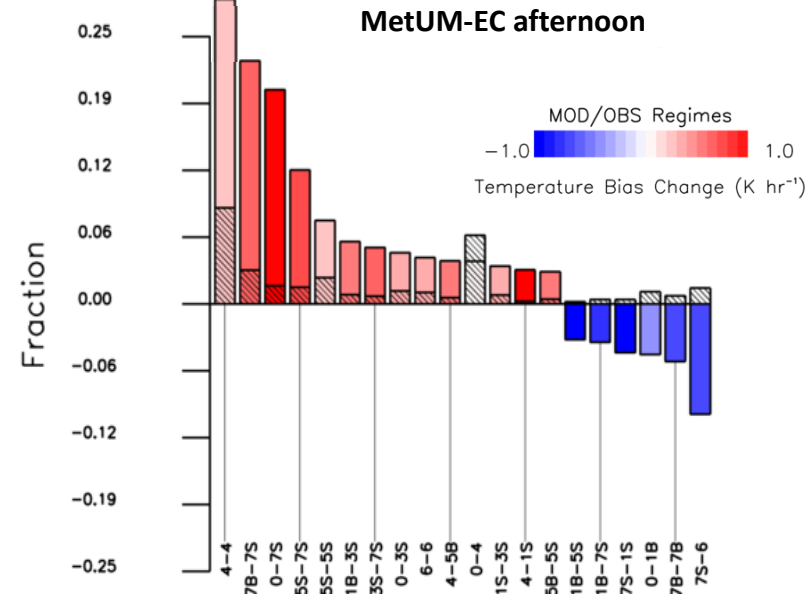 MetUM-EC afternoon
MOD/OBS Regimes
-1.0 1.0
Temperature Bias Change (K hr⁻¹)
Fraction
0.25
0.19
0.12
0.06
0.00
-0.06
-0.12
-0.19
-0.25
4-4
7B-7S
0-7S
5S-7S
5S-5S
1B-3S
3S-7S
0-3S
6-6
4-5B
0-4
1S-3S
4-1S
5B-5S
1B-5S
1B-7S
7S-1S
0-1B
7B-7B
7S-6